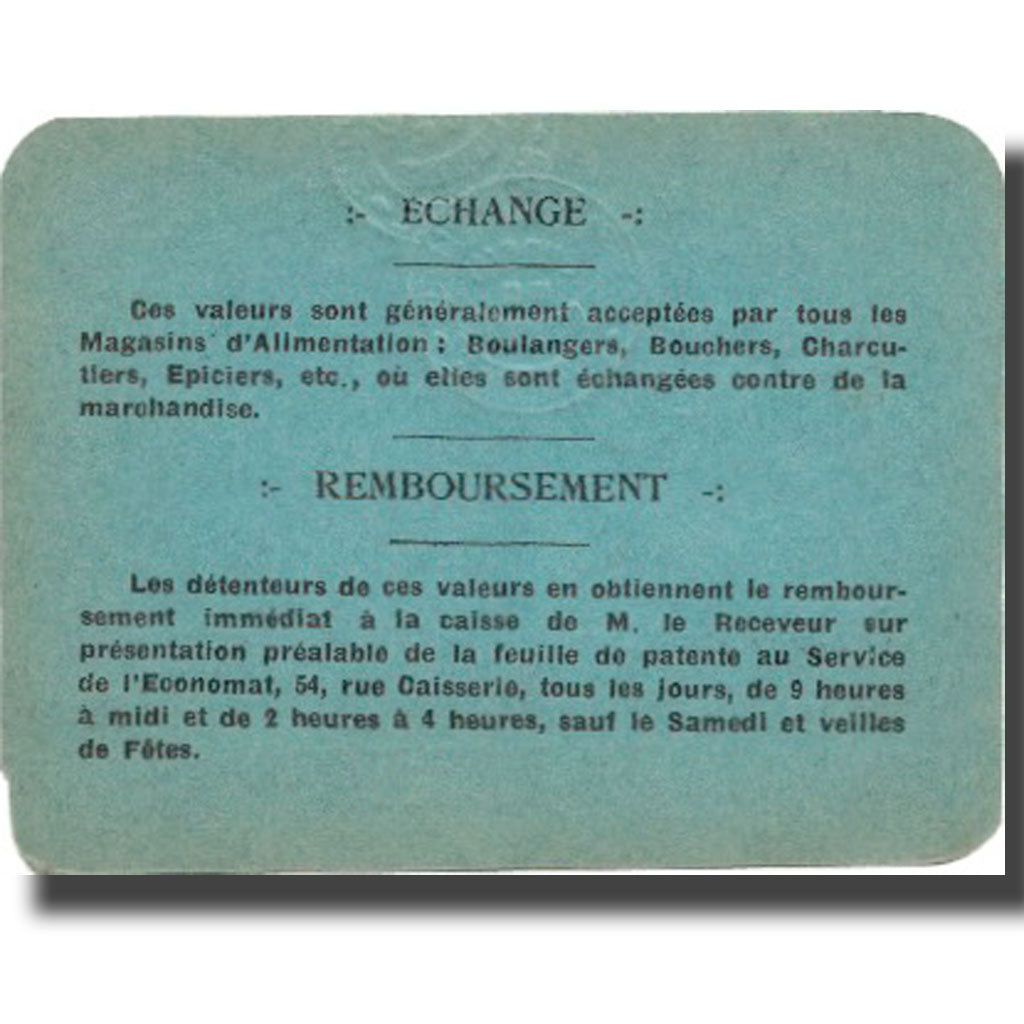 :- ÉCHANGE -:
Ces valeurs sont généralement acceptées par tous les
Magasins d'Alimentation : Boulangers, Bouchers, Charcu-
tiers, Epiciers, etc., où elles sont échangées contre de la
marchandise.
:- REMBOURSEMENT -:
Les détenteurs de ces valeurs en obtiennent le rembour-
sement immédiat à la caisse de M. le Receveur sur
présentation préalable de la feuille de patente au Service
de l'Economat, 54, rue Caisserie, tous les jours, de 9 heures
à midi et de 2 heures à 4 heures, sauf le Samedi et veilles
de Fêtes.